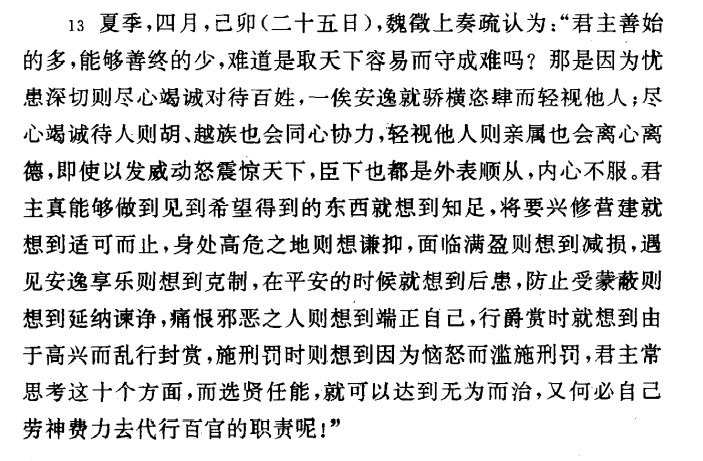 13 夏季，四月，己卯(二十五日)，魏徵上奏疏认为：“君主善始
的多，能够善终的少，难道是取天下容易而守成难吗？那是因为忧
患深切则尽心竭诚对待百姓，一俟安逸就骄横恣肆而轻视他人；尽
心竭诚待人则胡、越族也会同心协力，轻视他人则亲属也会离心离
德，即使以发威动怒震惊天下，臣下也都是外表顺从，内心不服。君
主真能够做到见到希望得到的东西就想到知足，将要兴修营建就
想到适可而止，身处高危之地则想谦抑，面临满盈则想到减损，遇
见安逸享乐则想到克制，在平安的时候就想到后患，防止受蒙蔽则
想到延纳谏诤，痛恨邪恶之人则想到端正自己，行爵赏时就想到由
于高兴而乱行封赏，施刑罚时则想到因为恼怒而滥施刑罚，君主常
思考这十个方面，而选贤任能，就可以达到无为而治，又何必自己
劳神费力去代行百官的职责呢！”